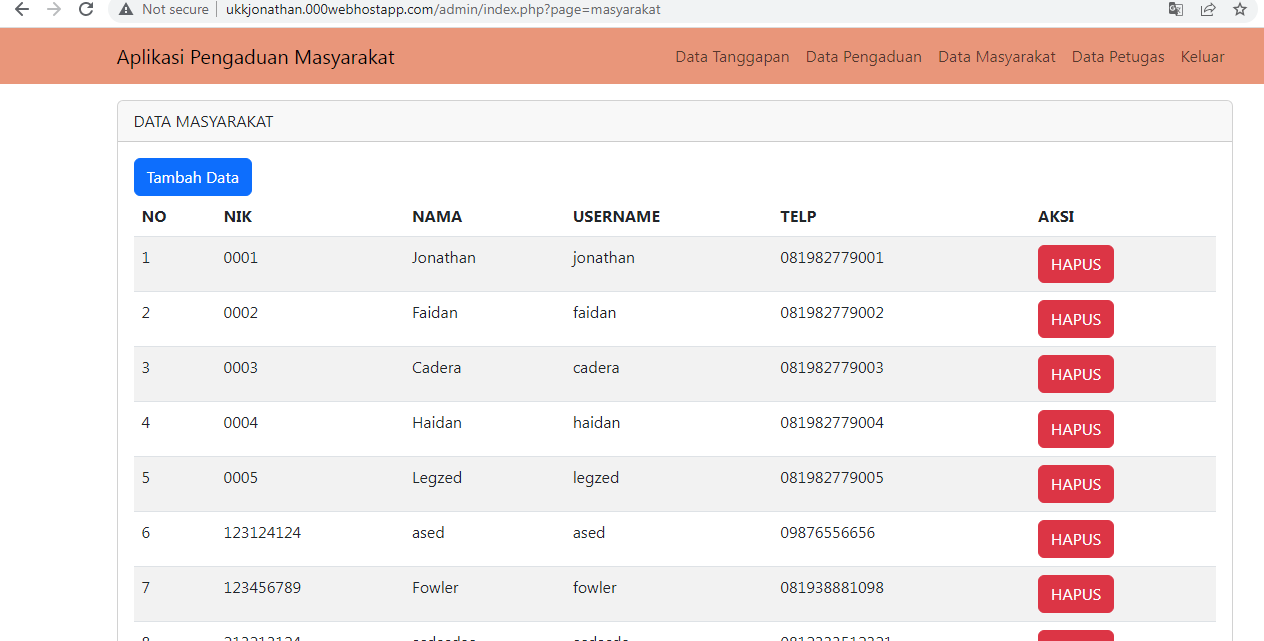 Not secure ukkjonathan.000webhostapp.com/admin/index.php?page=masyarakat
Aplikasi Pengaduan Masyarakat Data Tanggapan Data Pengaduan Data Masyarakat Data Petugas Keluar
DATA MASYARAKAT
Tambah Data
NO NIK NAMA USERNAME TELP AKSI
1 0001 Jonathan jonathan 081982779001 HAPUS
2 0002 Faidan faidan 081982779002 HAPUS
3 0003 Cadera cadera 081982779003 HAPUS
4 0004 Haidan haidan 081982779004 HAPUS
5 0005 Legzed legzed 081982779005 HAPUS
6 123124124 ased ased 09876556656 HAPUS
7 123456789 Fowler fowler 081938881098 HAPUS